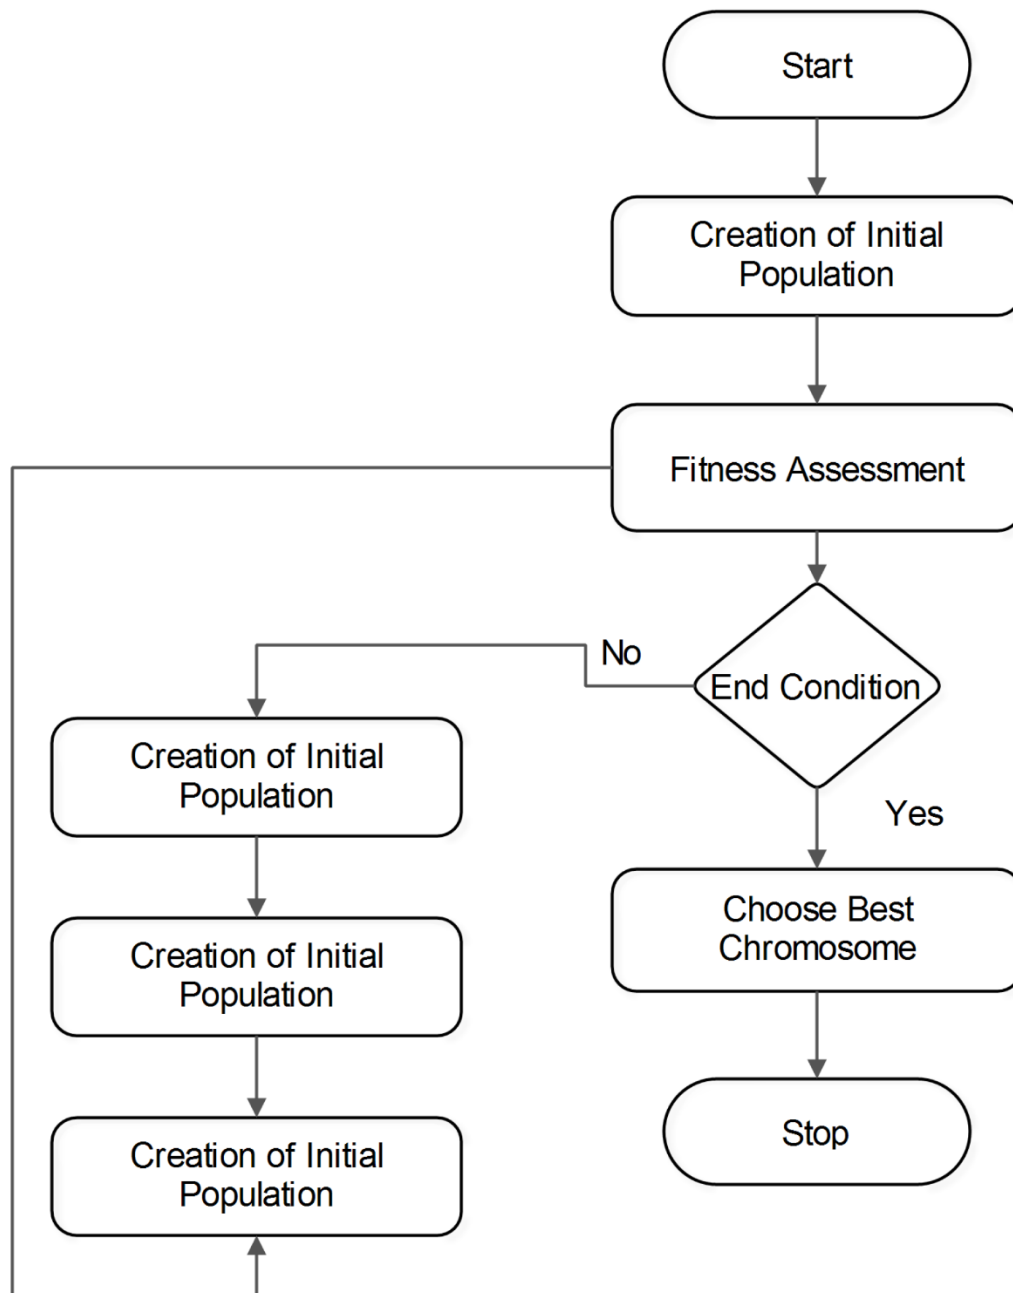 Start
Creation of Initial
Population
Fitness Assessment
No
End Condition
Creation of Initial
Population
Yes
Choose Best
Chromosome
Creation of Initial
Population
Stop
Creation of Initial
Population